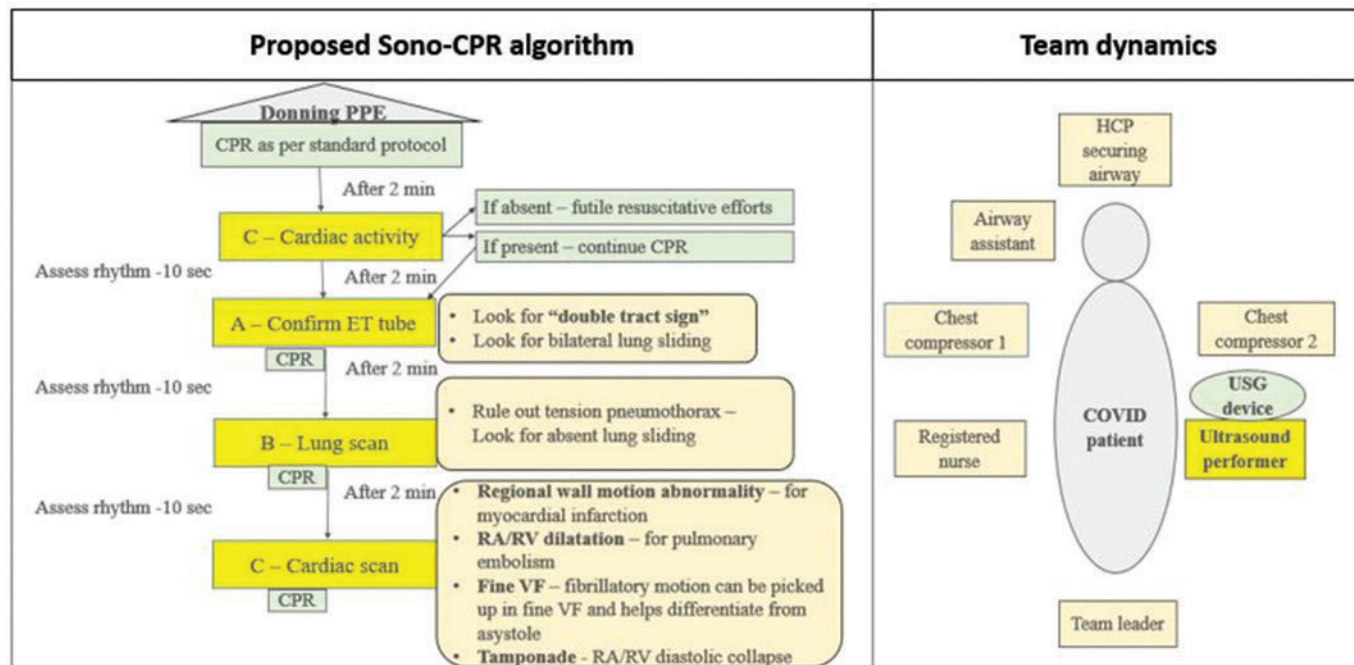 Proposed Sono-CPR algorithm
Team dynamics
Donning PPE
CPR as per standard protocol
After 2 min
C – Cardiac activity
If absent – futile resuscitative efforts
If present – continue CPR
Assess rhythm -10 sec
After 2 min
A – Confirm ET tube
CPR
• Look for “double tract sign”
• Look for bilateral lung sliding
Assess rhythm -10 sec
After 2 min
B – Lung scan
CPR
• Rule out tension pneumothorax –
Look for absent lung sliding
Assess rhythm -10 sec
After 2 min
C – Cardiac scan
CPR
• Regional wall motion abnormality – for
myocardial infarction
• RA/RV dilatation – for pulmonary
embolism
• Fine VF – fibrillatory motion can be picked
up in fine VF and helps differentiate from
asystole
• Tamponade - RA/RV diastolic collapse
HCP
securing
airway
Airway
assistant
Chest
compressor 1
Chest
compressor 2
USG
device
COVID
patient
Registered
nurse
Ultrasound
performer
Team leader